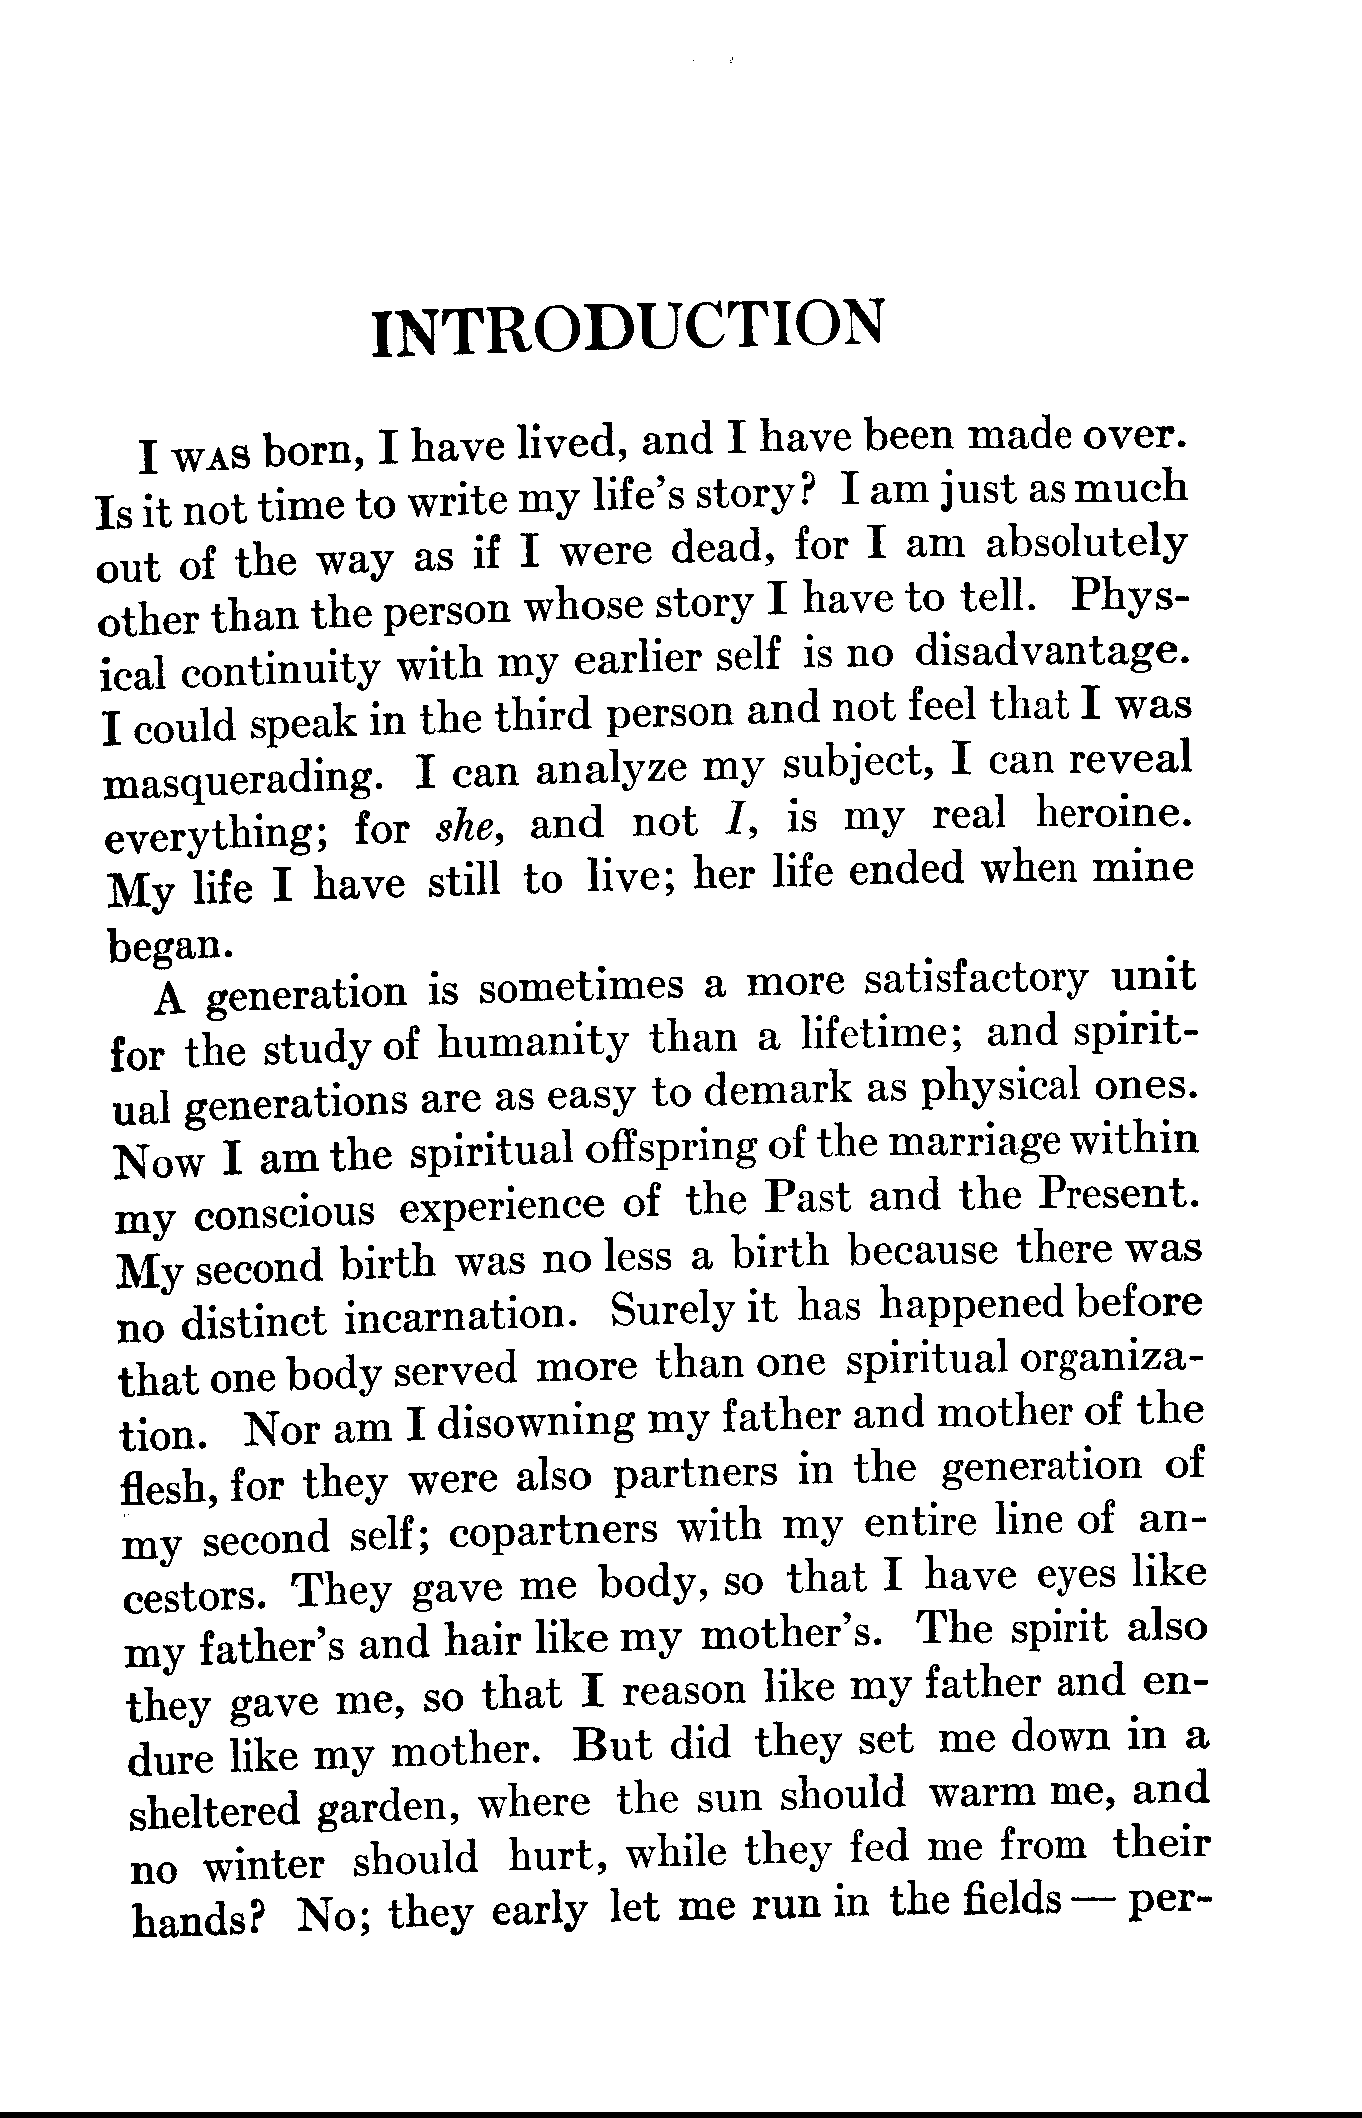 INTRODUCTION
I WAS born, I have lived, and I have been made over.
Is it not time to write my life's story? I am just as much
out of the way as if I were dead, for I am absolutely
other than the person whose story I have to tell. Phys-
ical continuity with my earlier self is no disadvantage.
I could speak in the third person and not feel that I was
masquerading. I can analyze my subject, I can reveal
everything; for she, and not I, is my real heroine.
My life I have still to live; her life ended when mine
began.
A generation is sometimes a more satisfactory unit
for the study of humanity than a lifetime; and spirit-
ual generations are as easy to demark as physical ones.
Now I am the spiritual offspring of the marriage within
my conscious experience of the Past and the Present.
My second birth was no less a birth because there was
no distinct incarnation. Surely it has happened before
that one body served more than one spiritual organiza-
tion. Nor am I disowning my father and mother of the
flesh, for they were also partners in the generation of
my second self; copartners with my entire line of an-
cestors. They gave me body, so that I have eyes like
my father's and hair like my mother's. The spirit also
they gave me, so that I reason like my father and en-
dure like my mother. But did they set me down in a
sheltered garden, where the sun should warm me, and
no winter should hurt, while they fed me from their
hands? No; they early let me run in the fields — per-